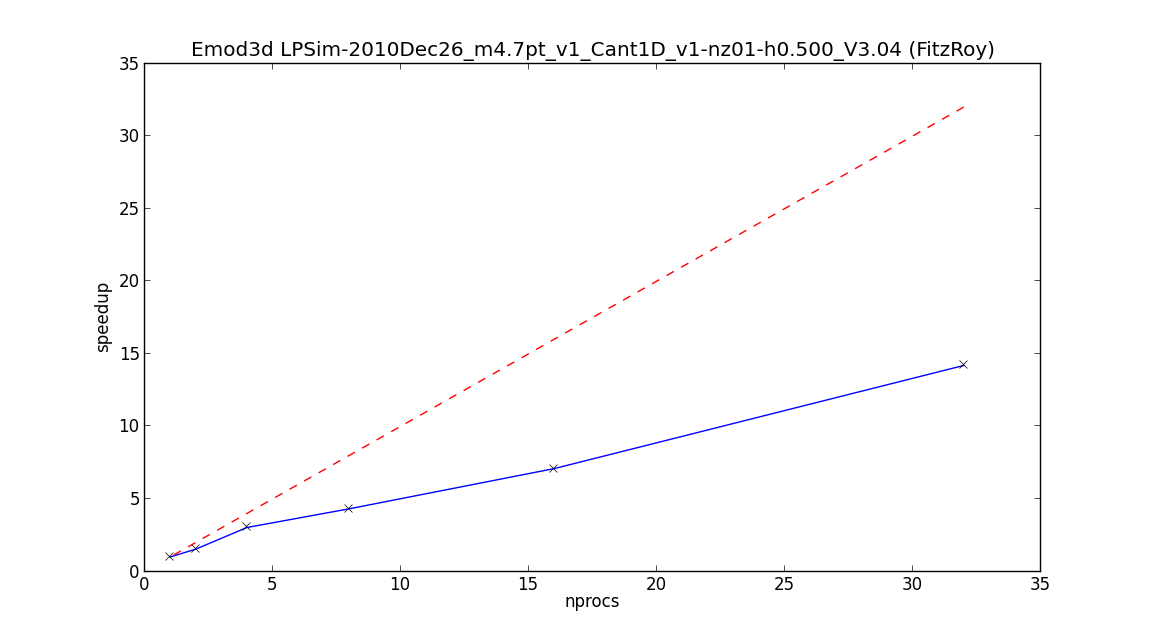 Emod3d LPSim-2010Dec26_m4.7pt_v1_Cant1D_v1-nz01-h0.500_V3.04 (FitzRoy)
35
30
25
20
15
10
5
0
speedup
0 5 10 15 20 25 30 35
nprocs